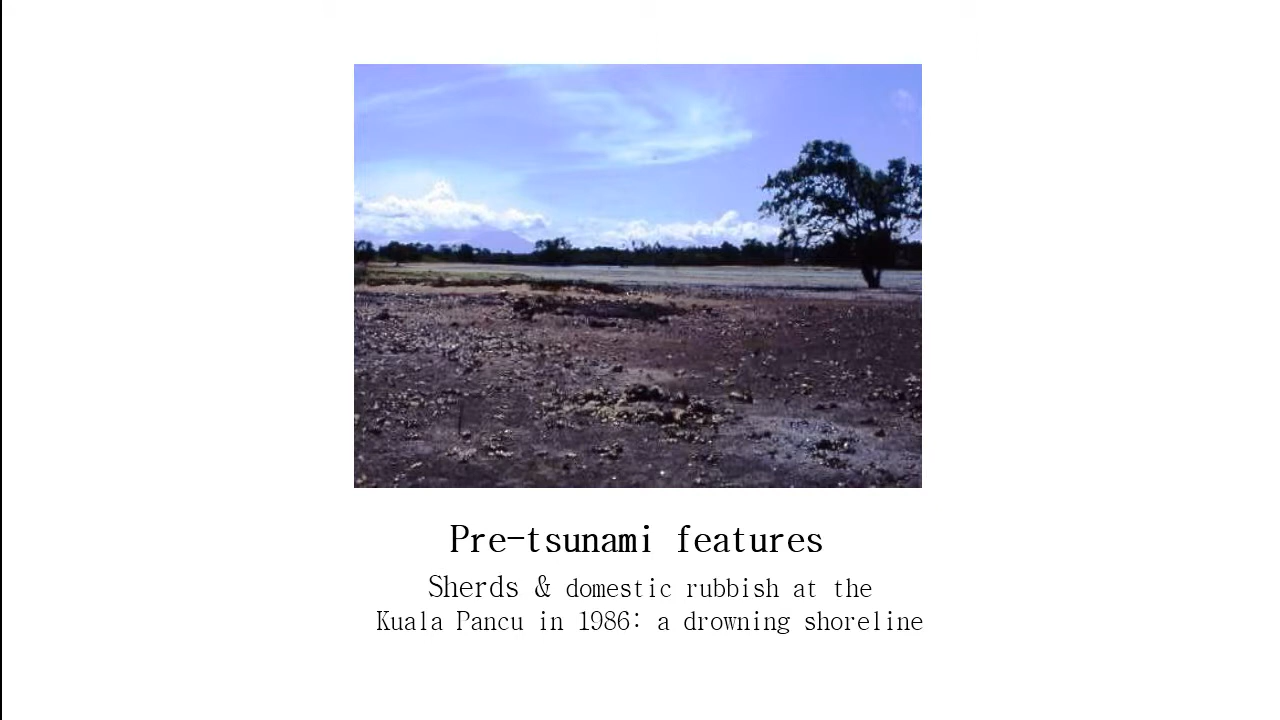 Pre-tsunami features
Sherds & domestic rubbish at the
Kuala Pancu in 1986: a drowning shoreline